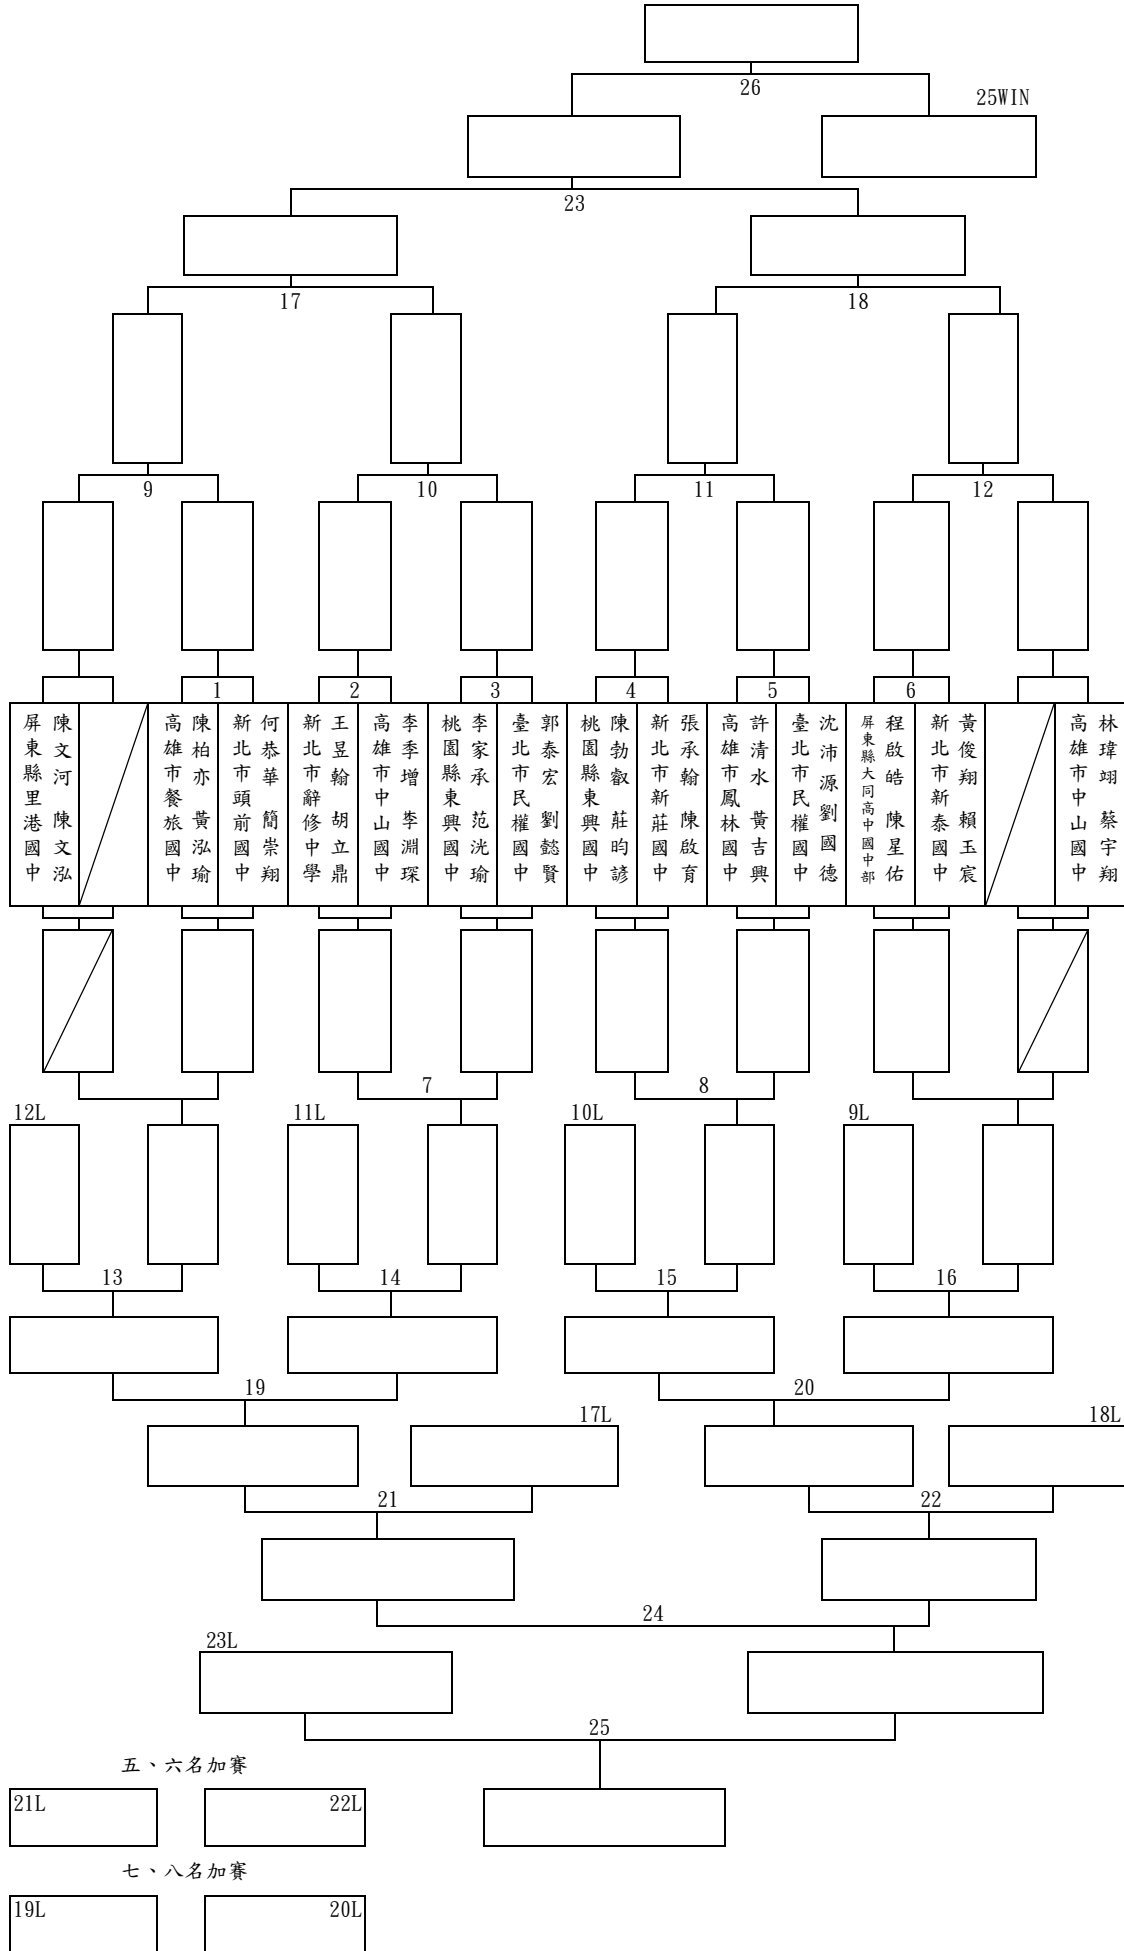 26
25WIN
23
17
18
9
10
11
12
1
2
3
4
5
6
屏東縣里港國中
陳文河 陳文泓
高雄市餐旅國中
陳柏亦 黃泓瑜
新北市頭前國中
何恭華 簡崇翔
新北市辭修中學
王昱翰 胡立鼎
高雄市中山國中
李季增 李淵琛
桃園縣東興國中
李家承 范洸瑜
臺北市民權國中
郭泰宏 劉懿賢
桃園縣東興國中
陳勃叡 莊昀諺
新北市新莊國中
張承翰 陳啟育
高雄市鳳林國中
許清水 黃吉興
臺北市民權國中
沈沛源劉國德
屏東縣大同高中國中部
程啟皓 陳星佑
新北市新泰國中
黃俊翔 賴玉宸
高雄市中山國中
林瑋翊 蔡宇翔
7
8
12L
11L
10L
9L
13
14
15
16
19
20
17L
18L
21
22
24
23L
25
五、六名加賽
21L
22L
七、八名加賽
19L
20L